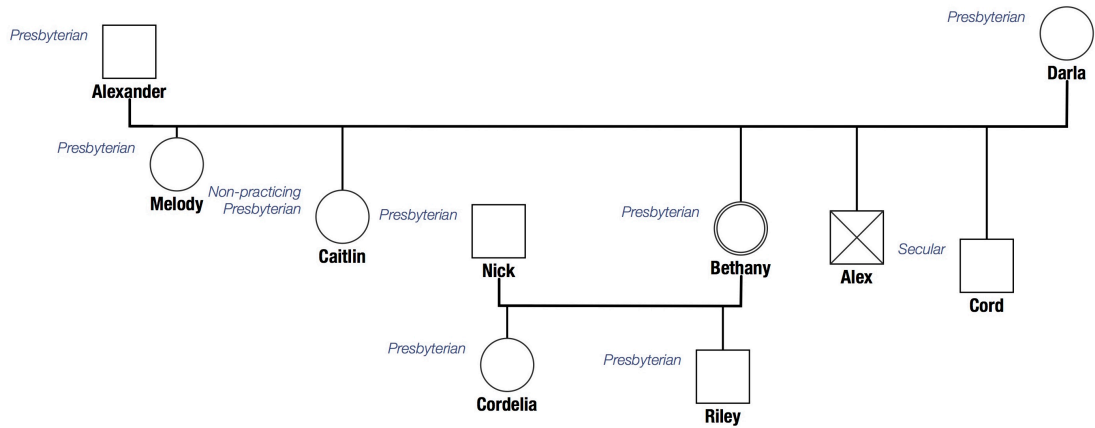 Presbyterian
Alexander
Presbyterian
Darla
Presbyterian
Melody
Non-practicing
Presbyterian
Caitlin
Presbyterian
Nick
Presbyterian
Bethany
Alex
Secular
Cord
Presbyterian
Cordelia
Presbyterian
Riley